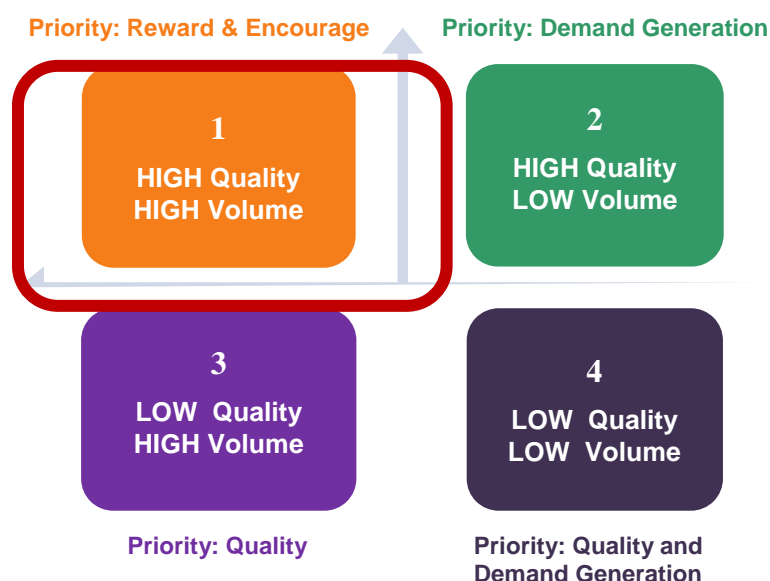 Priority: Reward & Encourage
Priority: Demand Generation
1
HIGH Quality
HIGH Volume
2
HIGH Quality
LOW Volume
3
LOW  Quality
HIGH Volume
4
LOW  Quality
LOW  Volume
Priority: Quality
Priority: Quality and
Demand Generation